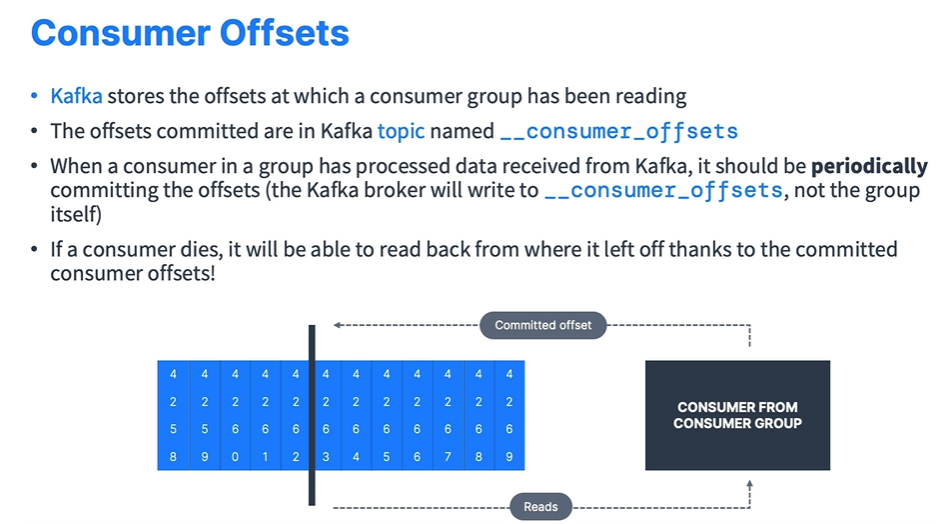 Consumer Offsets
• Kafka stores the offsets at which a consumer group has been reading
• The offsets committed are in Kafka topic named __consumer_offsets
• When a consumer in a group has processed data received from Kafka, it should be periodically
committing the offsets (the Kafka broker will write to __consumer_offsets, not the group
itself)
• If a consumer dies, it will be able to read back from where it left off thanks to the committed
consumer offsets!
Committed offset
4 4 4 4 4 4 4 4 4 4 4 4
2 2 2 2 2 2 2 2 2 2 2 2
5 5 6 6 6 6 6 6 6 6 6 6
8 9 0 1 2 3 4 5 6 7 8 9
CONSUMER FROM
CONSUMER GROUP
Reads